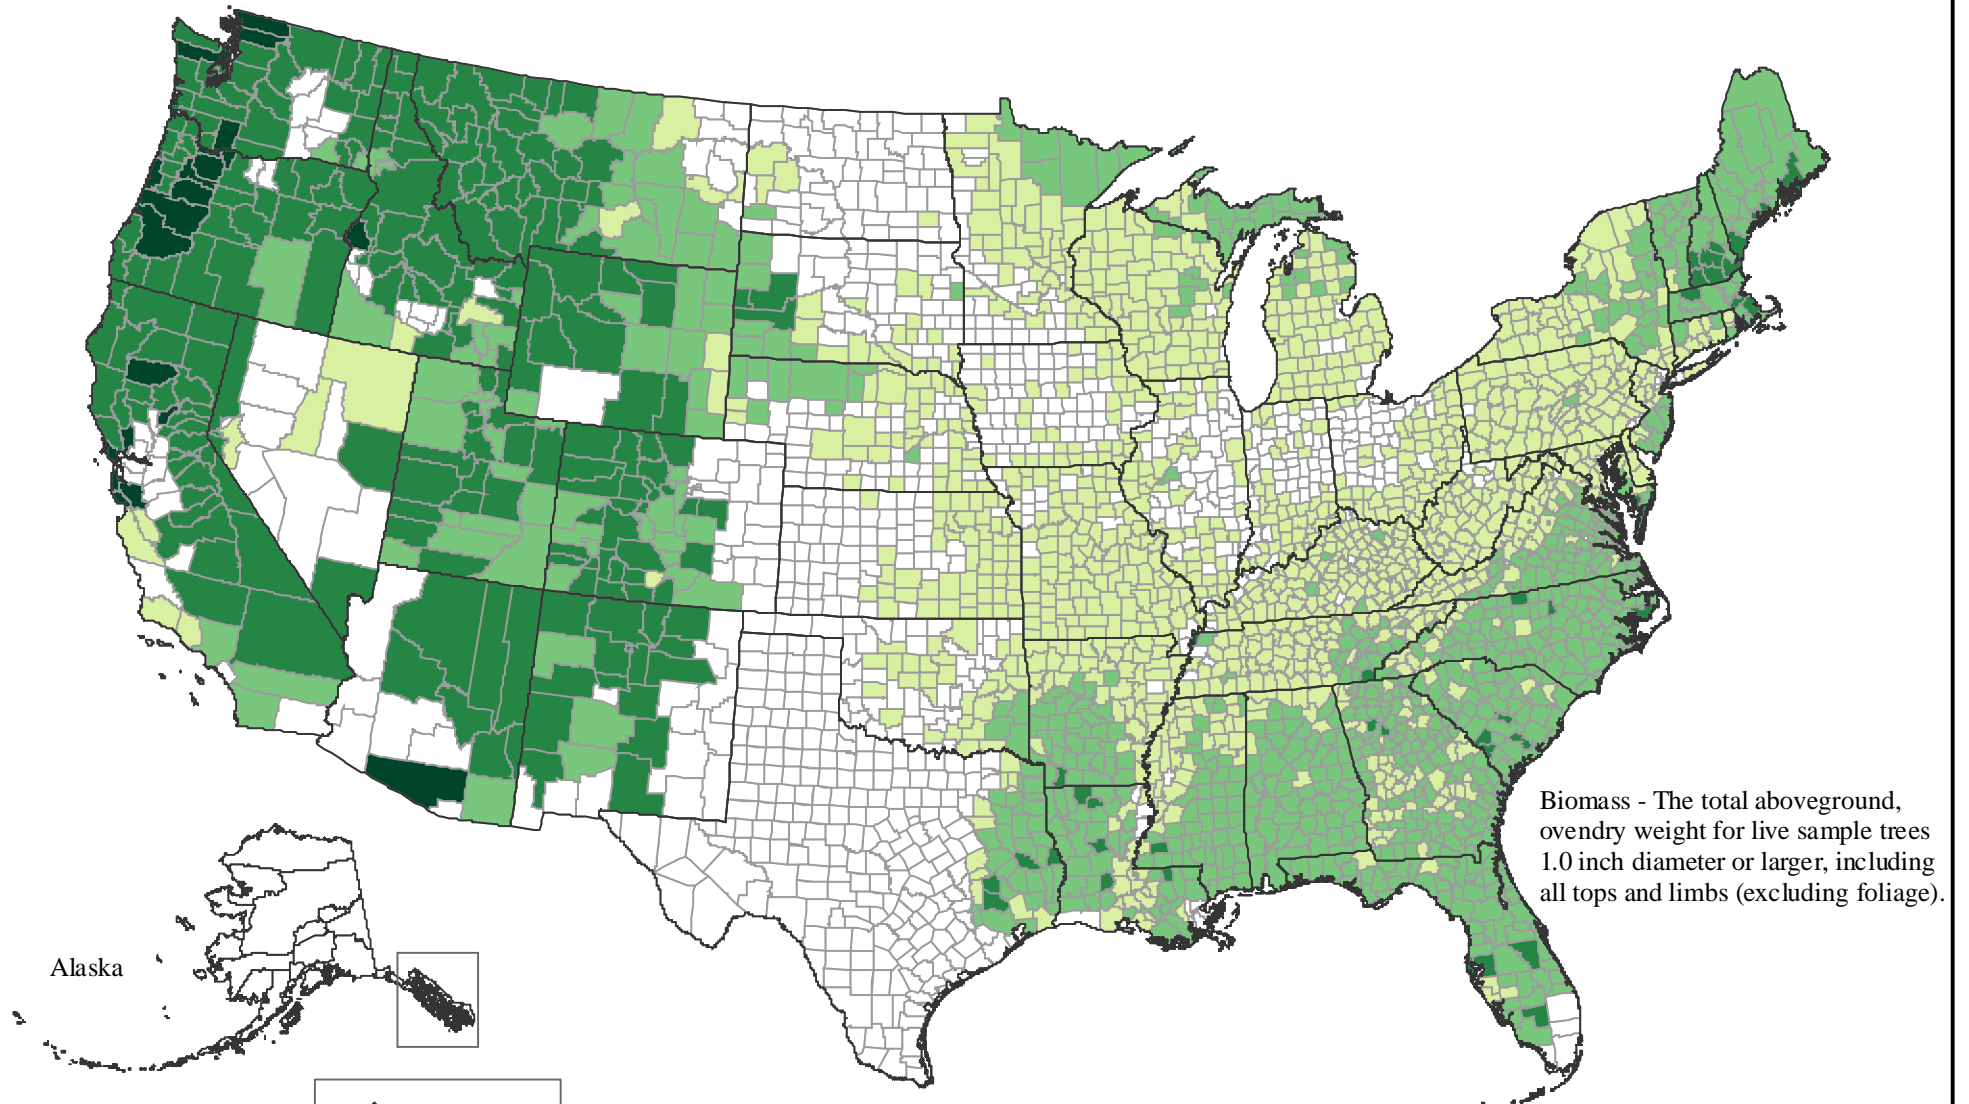 Biomass - The total aboveground,
ovendry weight for live sample trees
1.0 inch diameter or larger, including
all tops and limbs (excluding foliage).
Alaska